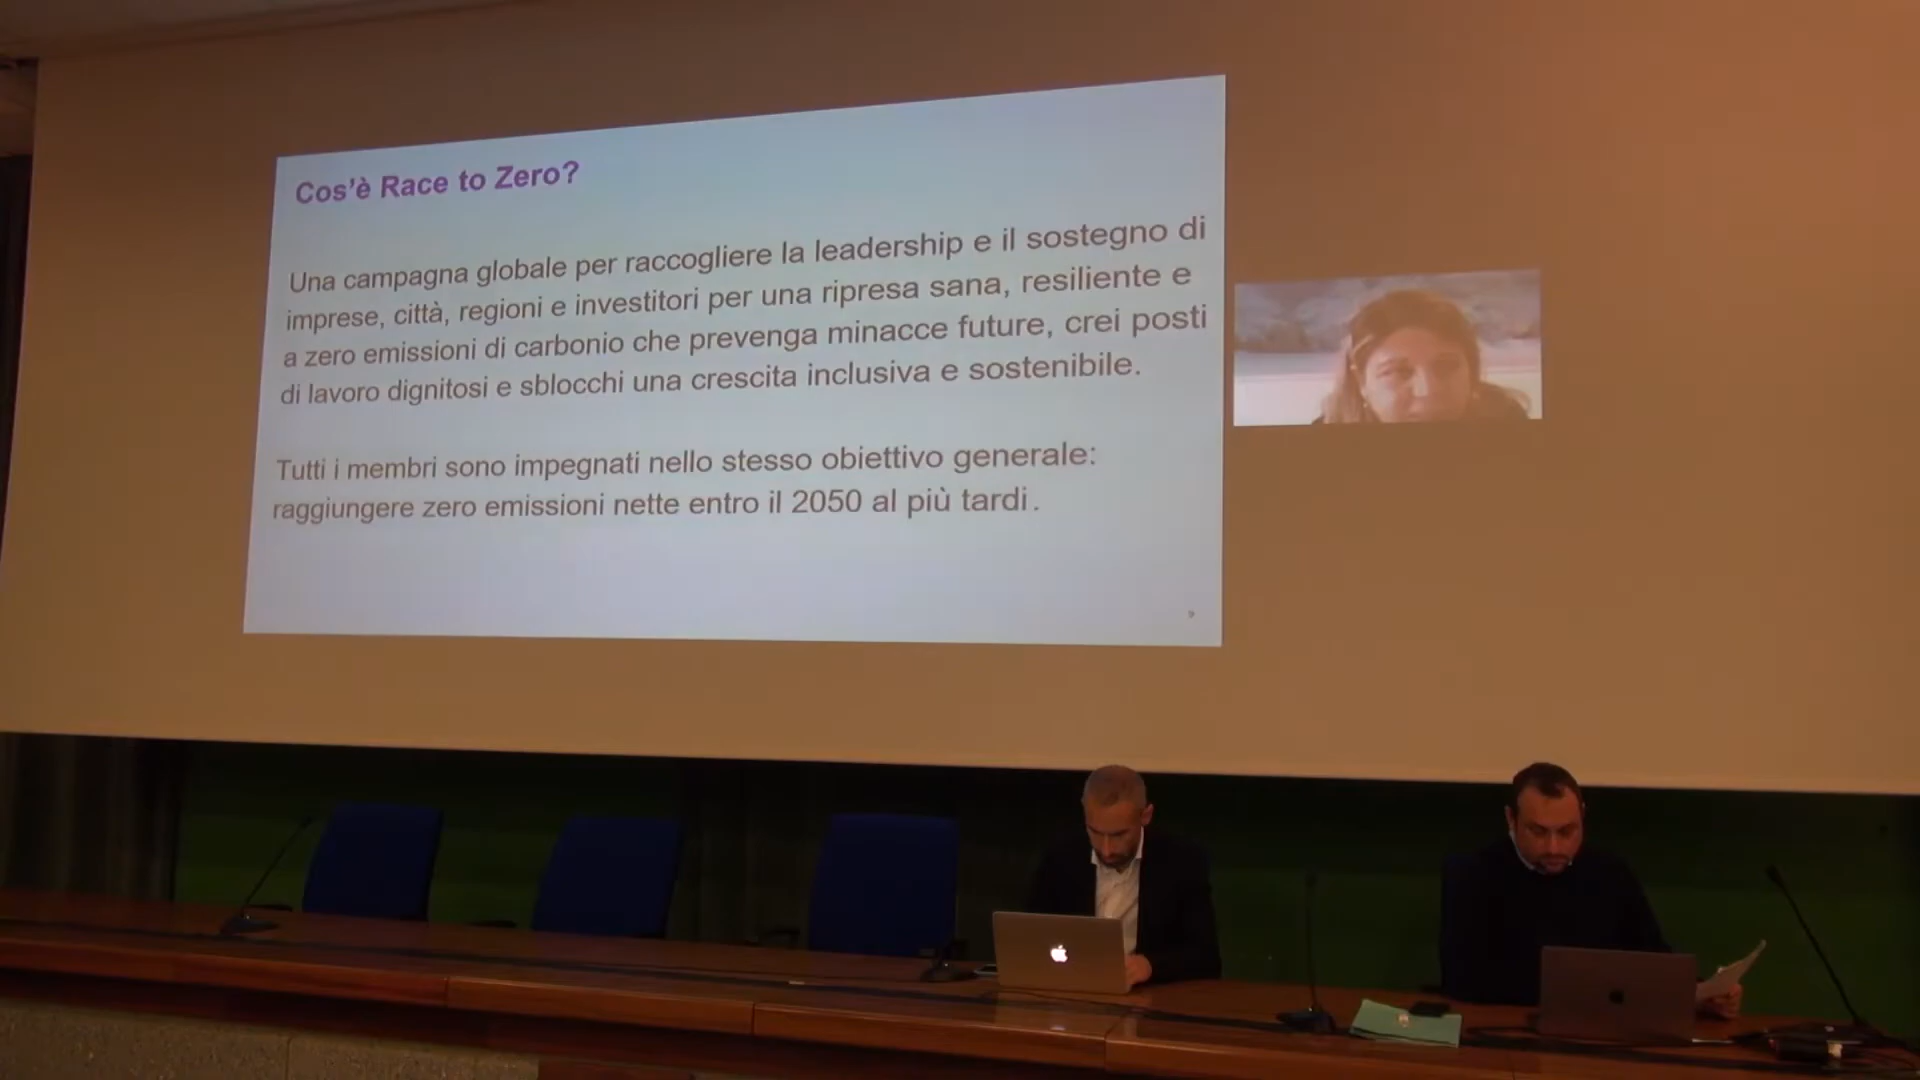 Cos'è Race to Zero?
Una campagna globale per raccogliere la leadership e il sostegno di
imprese, città, regioni e investitori per una ripresa sana, resiliente e
a zero emissioni di carbonio che prevenga minacce future, crei posti
di lavoro dignitosi e sblocchi una crescita inclusiva e sostenibile.
Tutti i membri sono impegnati nello stesso obiettivo generale:
raggiungere zero emissioni nette entro il 2050 al più tardi.